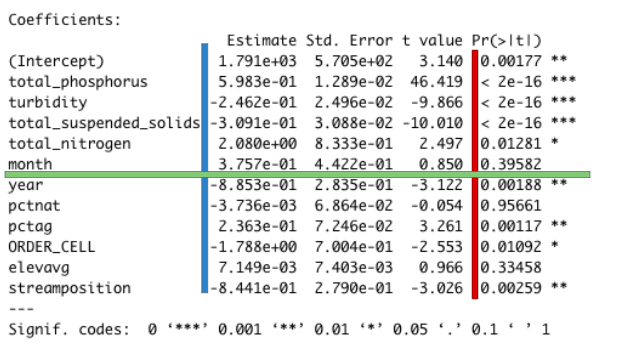 Coefficients:
Estimate Std. Error t value Pr(>|t|)
(Intercept) 1.791e+03 5.705e+02 3.140 0.00177 **
total_phosphorus 5.983e-01 1.289e-02 46.419 < 2e-16 ***
turbidity -2.462e-01 2.496e-02 -9.866 < 2e-16 ***
total_suspended_solids -3.091e-01 3.088e-02 -10.010 < 2e-16 ***
total_nitrogen 2.080e+00 8.333e-01 2.497 0.01281 *
month 3.757e-01 4.422e-01 0.850 0.39582
year -8.853e-01 2.835e-01 -3.122 0.00188 **
pctnat -3.736e-03 6.864e-02 -0.054 0.95661
pctag 2.363e-01 7.246e-02 3.261 0.00117 **
ORDER_CELL -1.788e+00 7.004e-01 -2.553 0.01092 *
elevavg 7.149e-03 7.403e-03 0.966 0.33458
streamposition -8.441e-01 2.790e-01 -3.026 0.00259 **
---
Signif. codes: 0 ‘***’ 0.001 ‘**’ 0.01 ‘*’ 0.05 ‘.’ 0.1 ‘ ’ 1